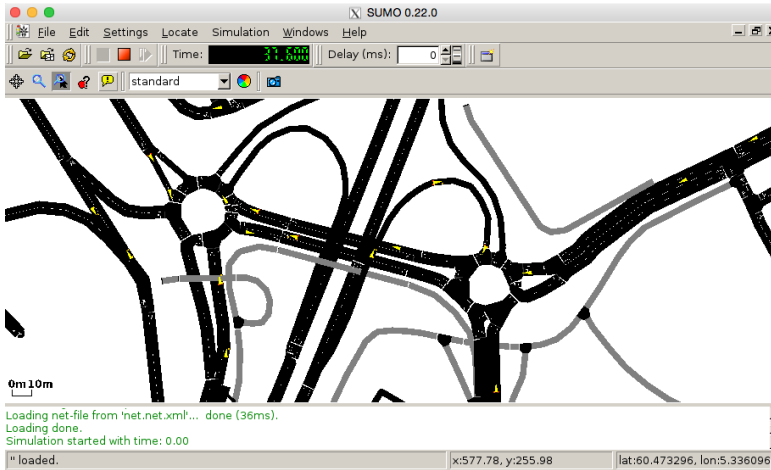 SUMO 0.22.0
File Edit Settings Locate Simulation Windows Help
Time: 37.600 Delay (ms): 0
standard
0m 10m
Loading net-file from 'net.net.xml'... done (36ms).
Loading done.
Simulation started with time: 0.00
" loaded.
x:577.78, y:255.98
lat:60.473296, lon:5.336096